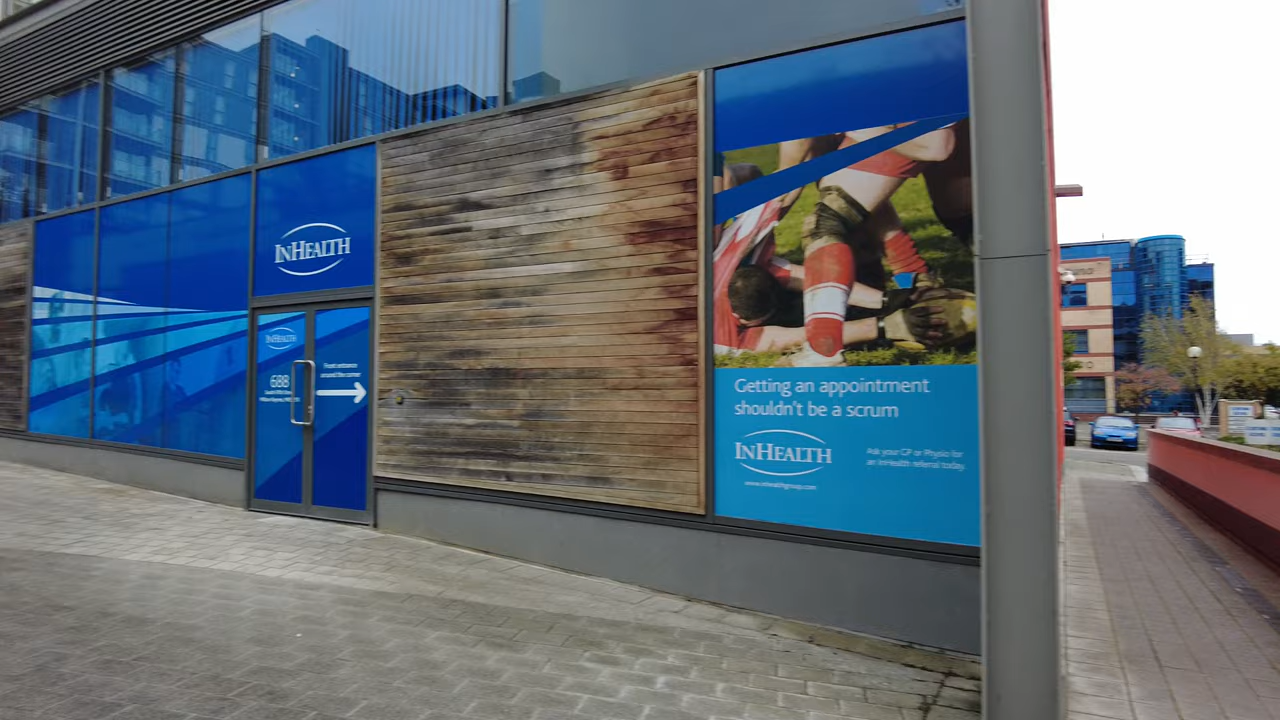 INHEALTH
INHEALTH
688
Front entrance
around the corner
Getting an appointment
shouldn't be a scrum
INHEALTH
www.inhealthgroup.com
Ask your GP or Physio for
an InHealth referral today.